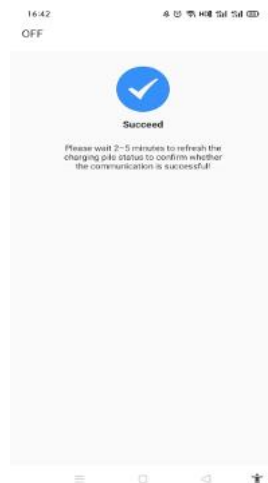 16:42
OFF
Succeed
Please wait 2-5 minutes to refresh the
charging pile status to confirm whether
the communication is successful!